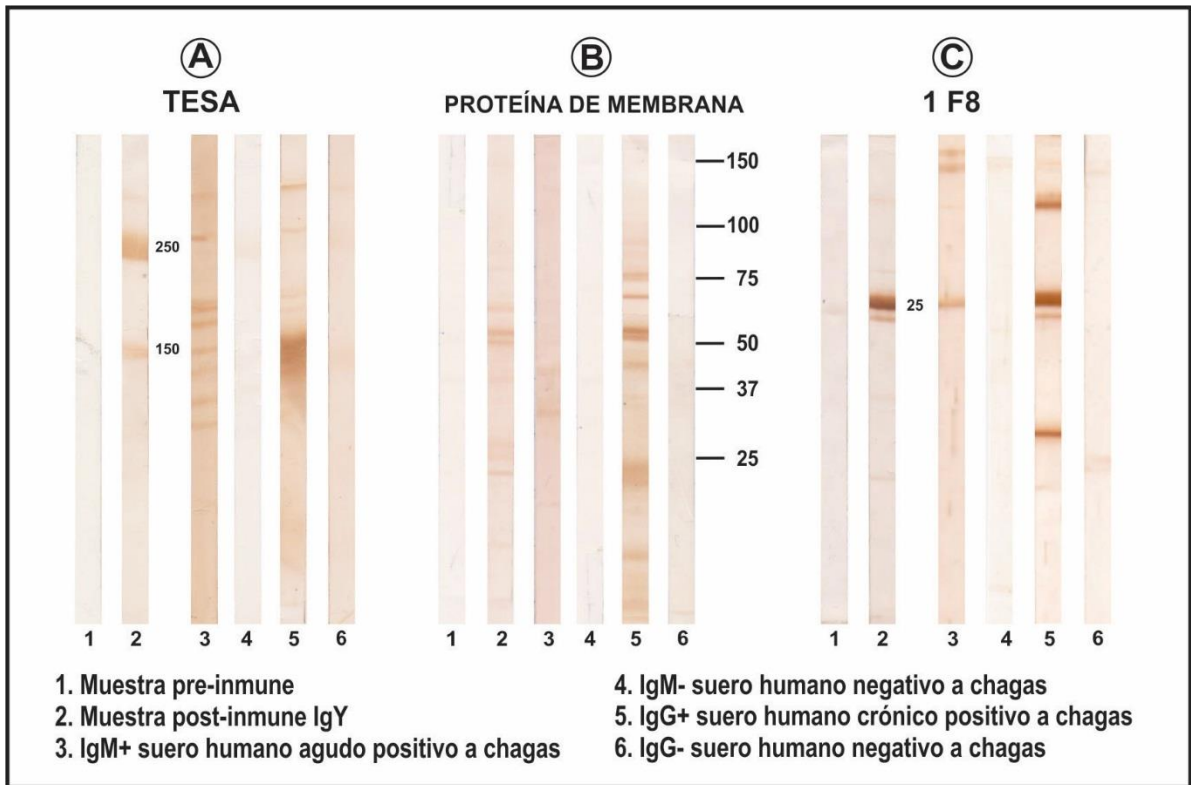 A
TESA
250
150
1 2 3 4 5 6
B
PROTEÍNA DE MEMBRANA
150
100
75
50
37
25
1 2 3 4 5 6
C
1 F8
25
1 2 3 4 5 6
1. Muestra pre-inmune
2. Muestra post-inmune IgY
3. IgM+ suero humano agudo positivo a chagas
4. IgM- suero humano negativo a chagas
5. IgG+ suero humano crónico positivo a chagas
6. IgG- suero humano negativo a chagas